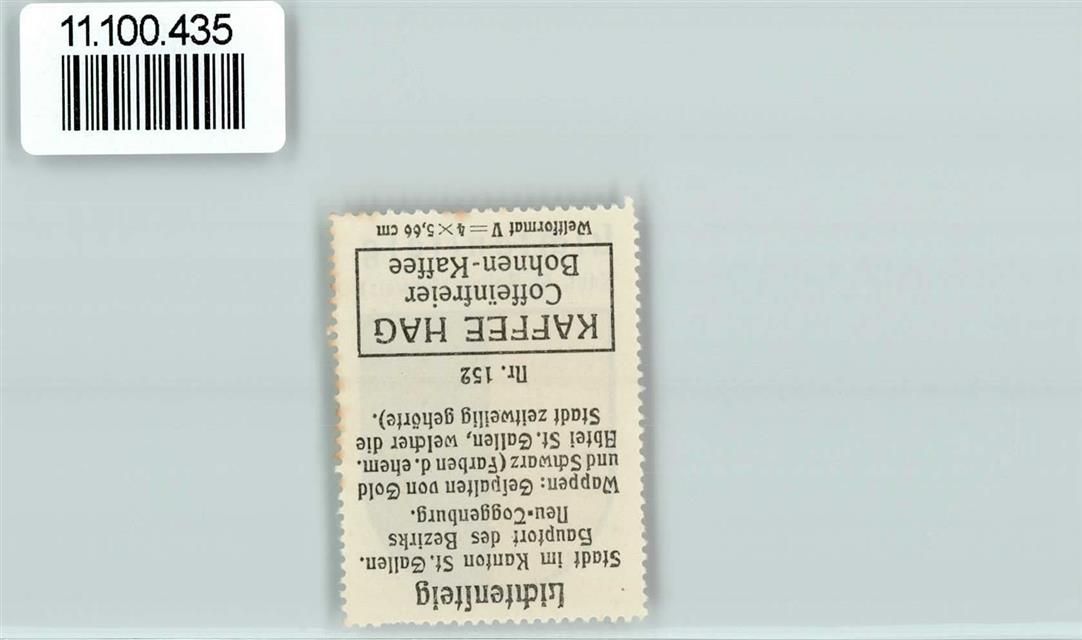 11.100.435
Lichtensteig
Stadt im Kanton St. Gallen.
Hauptort des Bezirks
Neu-Toggenburg.
Wappen: Gespalten von Gold
und Schwarz (Farben d. ehem.
Abtei St. Gallen, welcher die
Stadt zeitweilig gehörte).
Nr. 152
KAFFEE HAG
Coffeïnfreier
Bohnen-Kaffee
Weltformat V = 4 × 5,66 cm